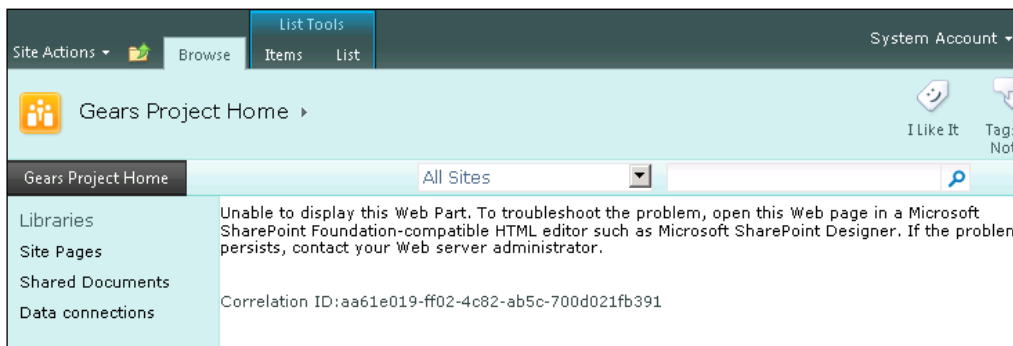 List Tools
Site Actions
Browse
Items
List
System Account
Gears Project Home
I Like It
Gears Project Home
All Sites
Libraries
Site Pages
Shared Documents
Data connections
Unable to display this Web Part. To troubleshoot the problem, open this Web page in a Microsoft
SharePoint Foundation-compatible HTML editor such as Microsoft SharePoint Designer. If the
persists, contact your Web server administrator.
Correlation ID:aa61e019-ff02-4c82-ab5c-700d021fb391